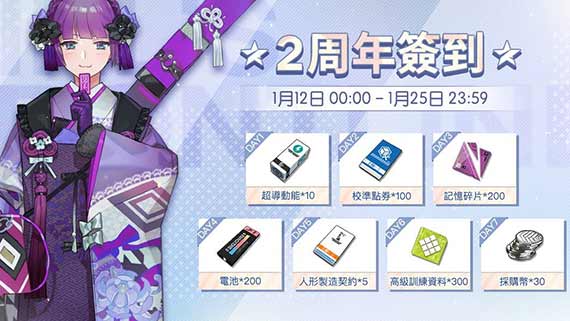 2周年簽到
1月12日 00:00 - 1月25日 23:59
DAY1
超導動能*10
DAY2
校準點券*100
DAY3
記憶碎片*200
DAY4
電池*200
DAY5
人形製造契約*5
DAY6
高級訓練資料*300
DAY7
採購幣*30